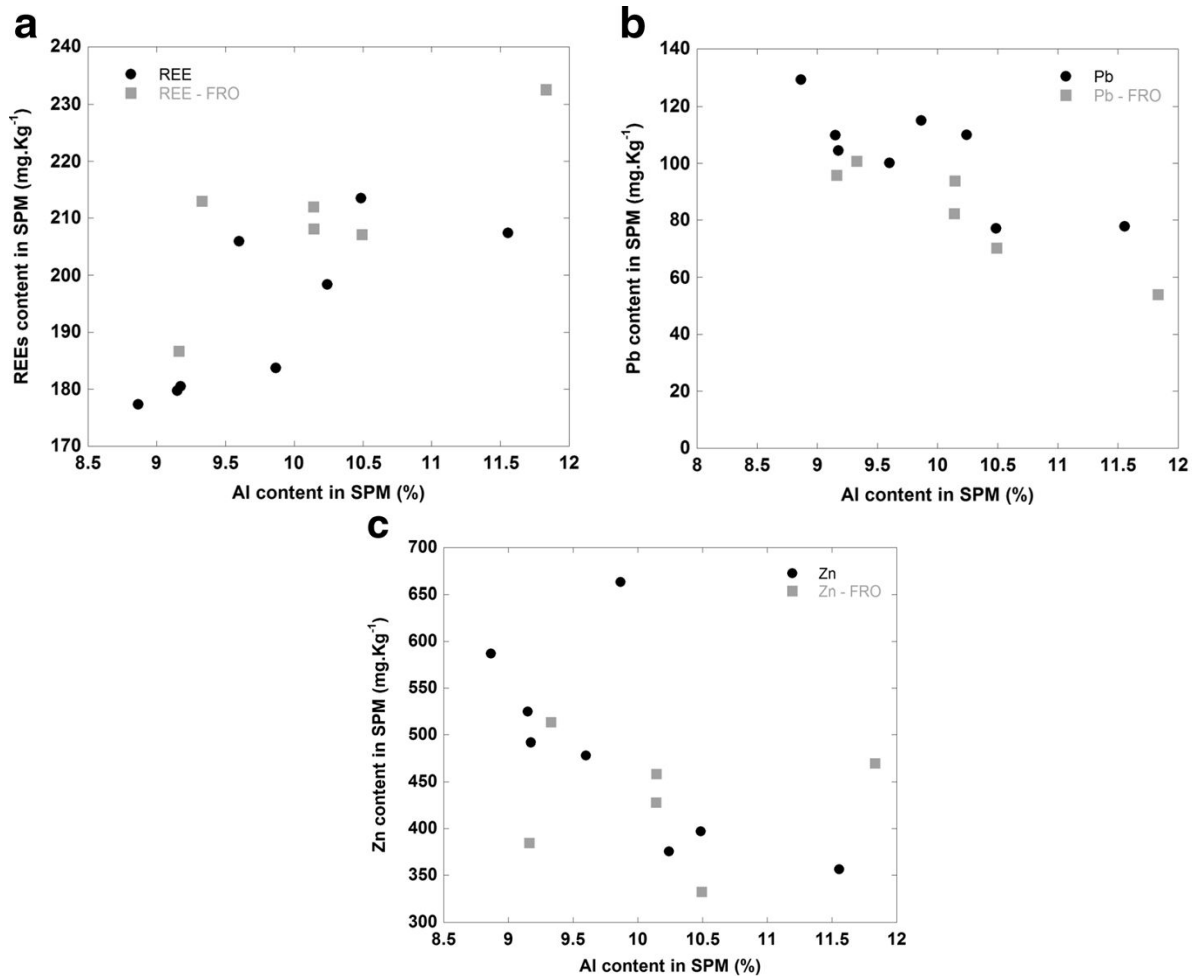 a
240
230
220
210
200
190
180
170
REEs content in SPM (mg.Kg-1)
REE
REE - FRO
8.5 9 9.5 10 10.5 11 11.5 12
Al content in SPM (%)
b
140
120
100
80
60
40
20
0
Pb content in SPM (mg.Kg-1)
Pb
Pb - FRO
8 8.5 9 9.5 10 10.5 11 11.5 12
Al content in SPM (%)
c
700
650
600
550
500
450
400
350
300
Zn content in SPM (mg.Kg-1)
Zn
Zn - FRO
8.5 9 9.5 10 10.5 11 11.5 12
Al content in SPM (%)